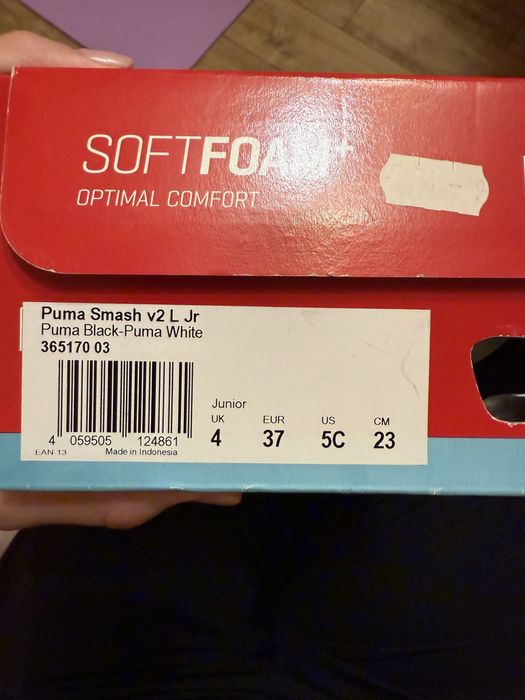 SOFTFOAM+
OPTIMAL COMFORT
Puma Smash v2 L Jr
Puma Black-Puma White
365170 03
4 059505 124861
EAN-13 Made in Indonesia
Junior
UK EUR US CM
4 37 5C 23